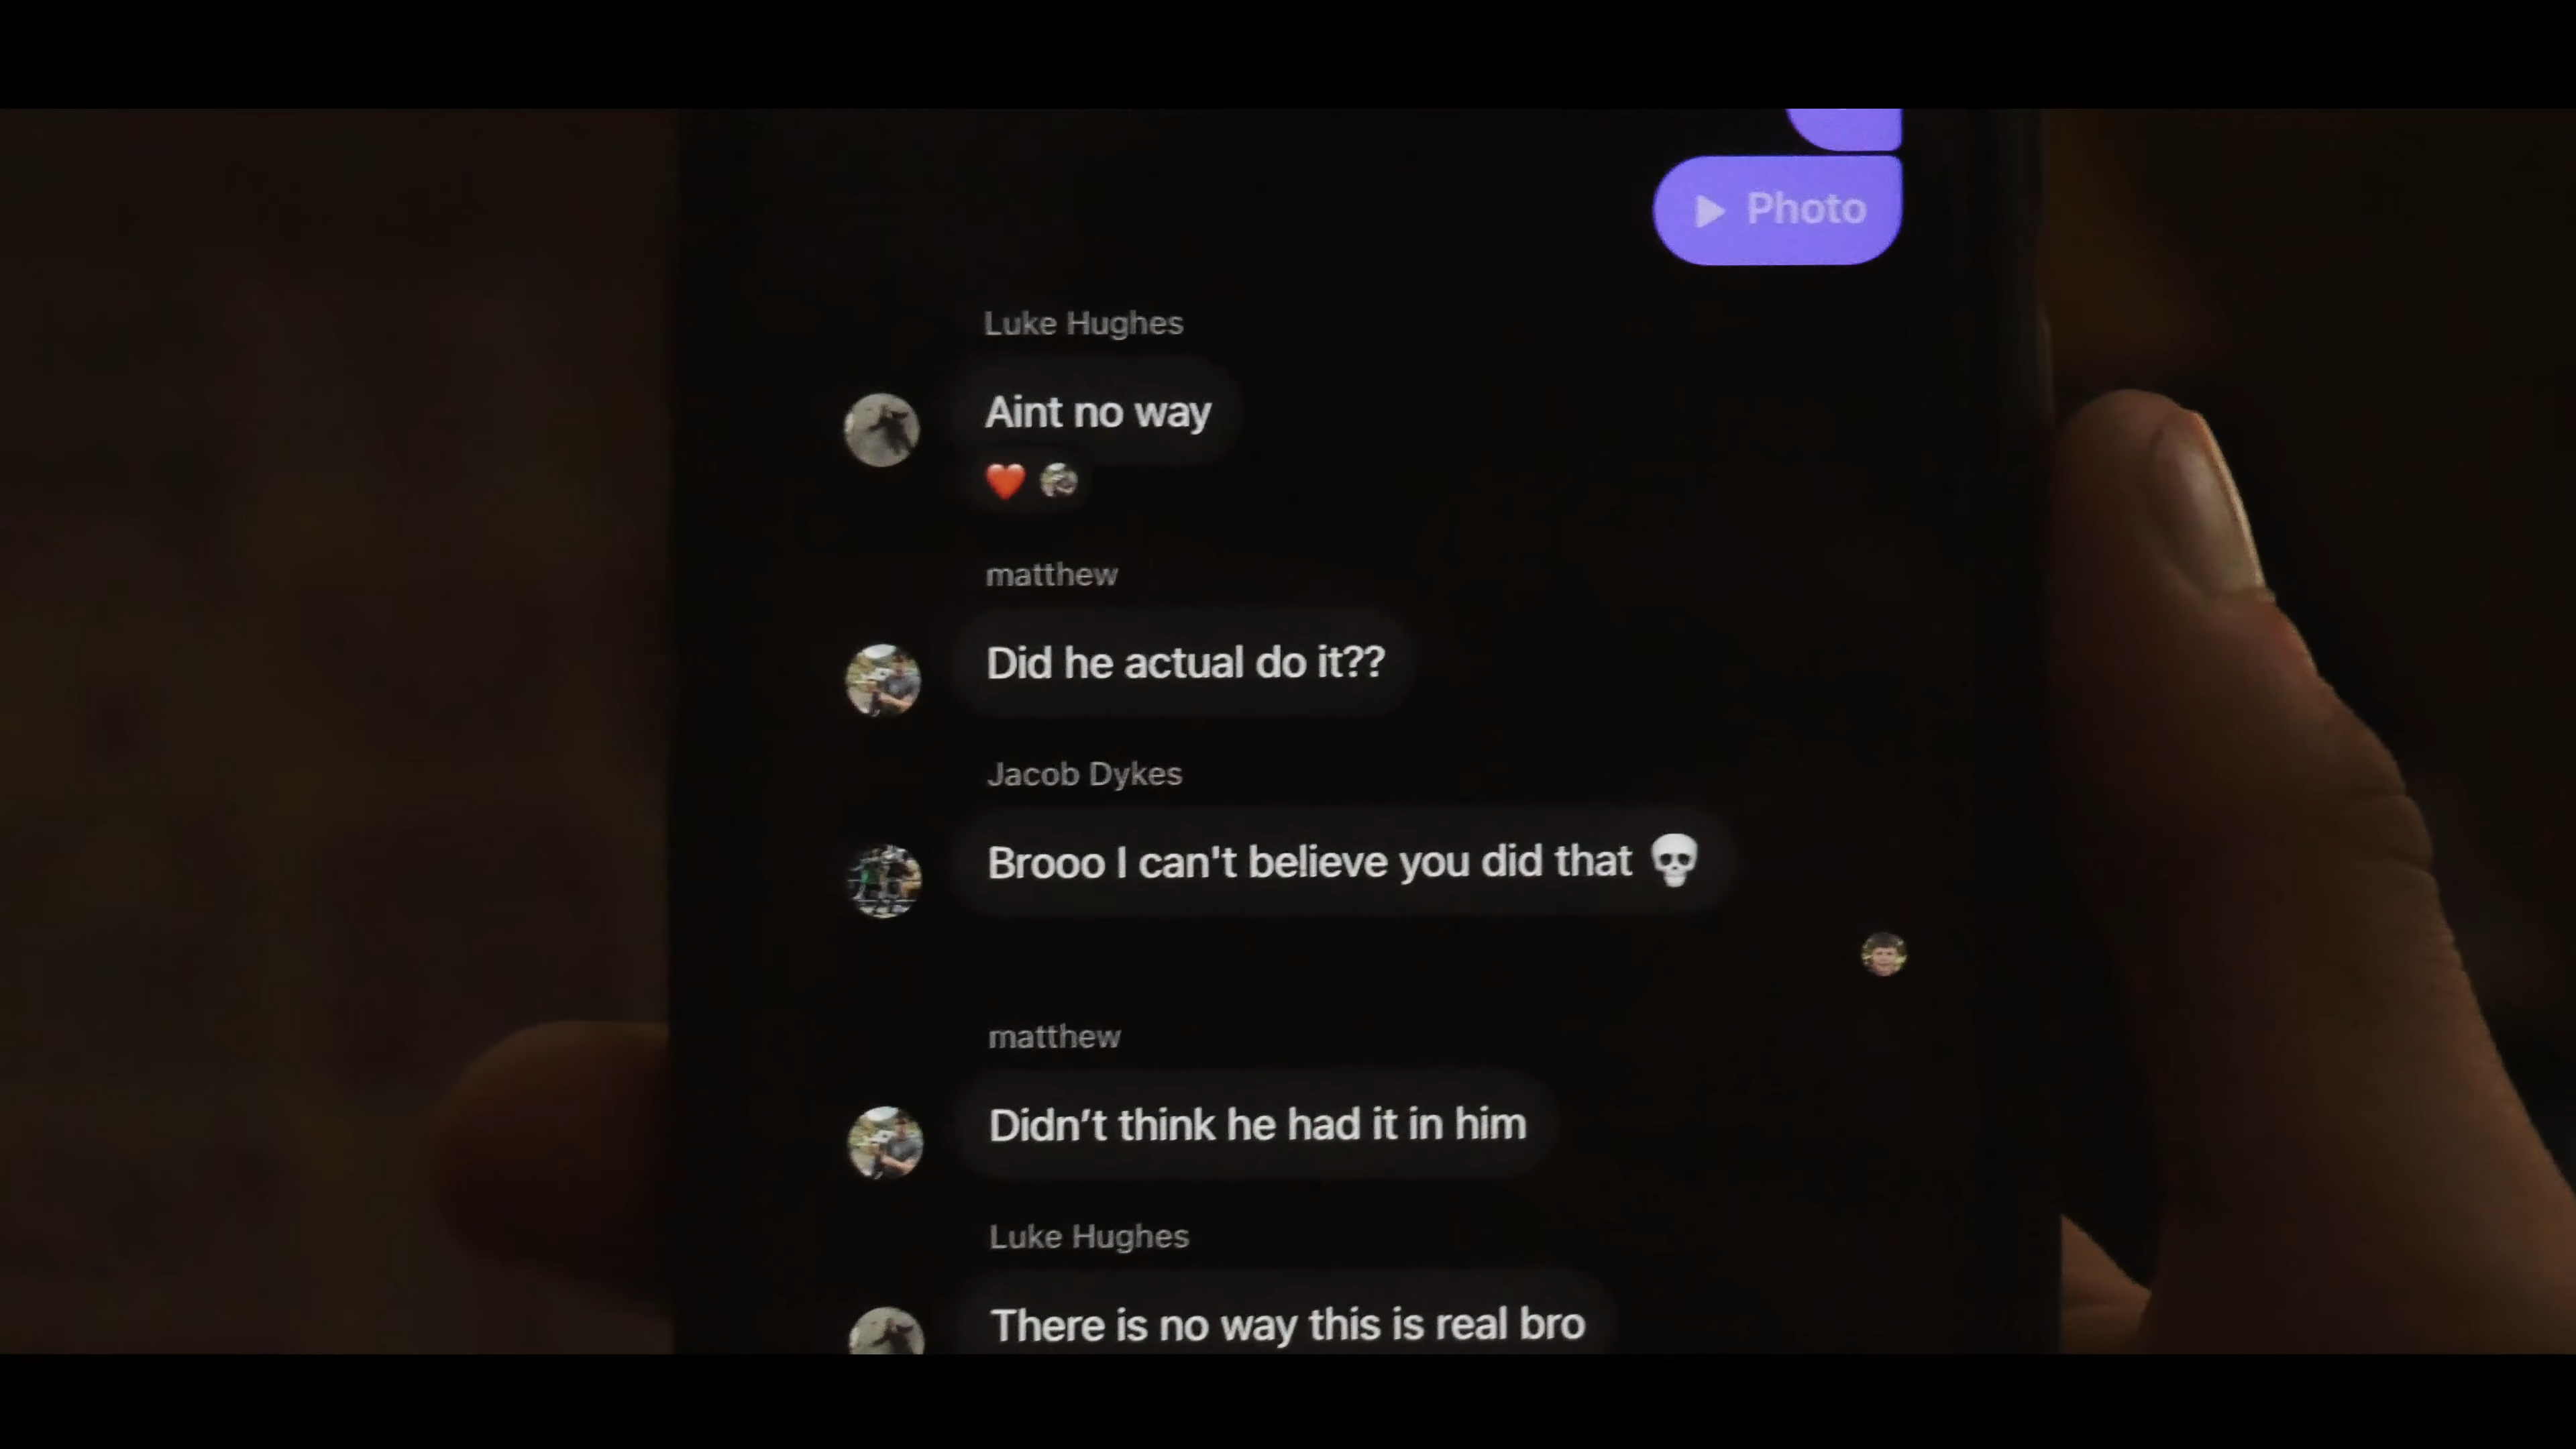 Photo
Luke Hughes
Aint no way
matthew
Did he actual do it??
Jacob Dykes
Brooo I can't believe you did that 💀
matthew
Didn't think he had it in him
Luke Hughes
There is no way this is real bro